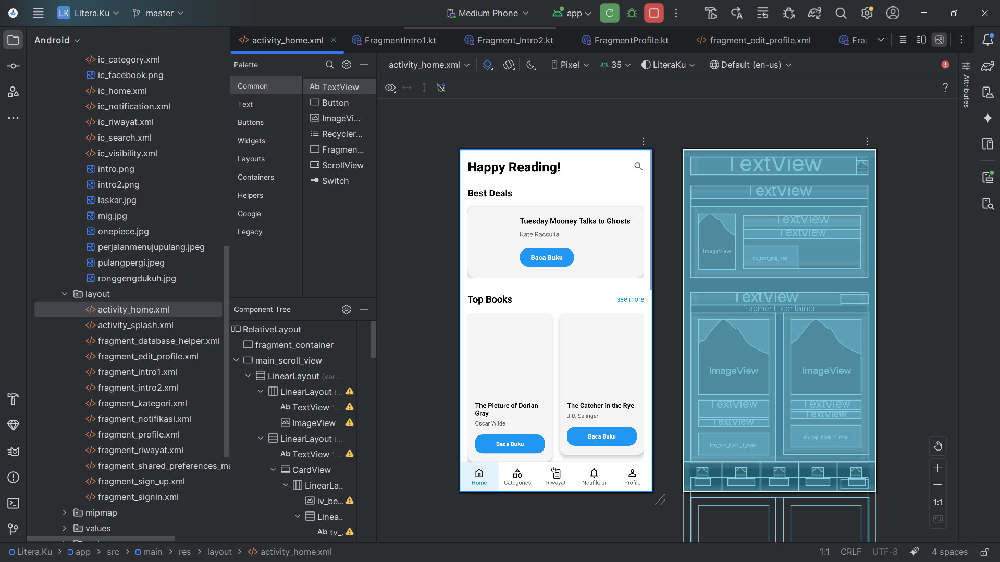 LK Litera.Ku
master
Medium Phone
app
Android
activity_home.xml
FragmentIntro1.kt
Fragment_Intro2.kt
FragmentProfile.kt
fragment_edit_profile.xml
Fra
ic_category.xml
ic_facebook.png
ic_home.xml
ic_notification.xml
ic_riwayat.xml
ic_search.xml
ic_visibility.xml
intro.png
intro2.png
laskar.jpg
mig.jpg
onepiece.jpg
perjalanmenujupulang.jpeg
pulangpergi.jpeg
ronggengdukuh.jpg
layout
activity_home.xml
activity_splash.xml
fragment_database_helper.xml
fragment_edit_profile.xml
fragment_intro1.xml
fragment_intro2.xml
fragment_kategori.xml
fragment_notifikasi.xml
fragment_profile.xml
fragment_riwayat.xml
fragment_shared_preferences_ma
fragment_sign_up.xml
fragment_signin.xml
mipmap
values
Palette
Common
Text
Buttons
Widgets
Layouts
Containers
Helpers
Google
Legacy
Ab TextView
Button
ImageVi...
Recycler...
Fragmen...
ScrollView
Switch
Component Tree
RelativeLayout
fragment_container
main_scroll_view
LinearLayout (ver...
LinearLayout (...
Ab TextView "...
ImageView
LinearLayout (...
Ab TextView "...
CardView
LinearLa..
iv_be...
Linea..
Ab tv_.
activity_home.xml
Pixel
35
LiteraKu
Default (en-us)
?
Attributes
Happy Reading!
Best Deals
Tuesday Mooney Talks to Ghosts
Kate Racculia
Baca Buku
Top Books
see more
The Picture of Dorian
Gray
Oscar Wilde
Baca Buku
The Catcher in the Rye
J.D. Salinger
Baca Buku
Home
Categories
Riwayat
Notifikasi
Profile
TextView
TextView
ImageView
TextView
TextView
btn_best_deal_read
TextView
fragment_container
ImageView
ImageView
TextView
TextView
TextView
TextView
btn_top_book_1_read
btn_top_book_2_read
1:1
Litera.Ku > app > src > main > res > layout > activity_home.xml
1:1
CRLF
UTF-8
4 spaces